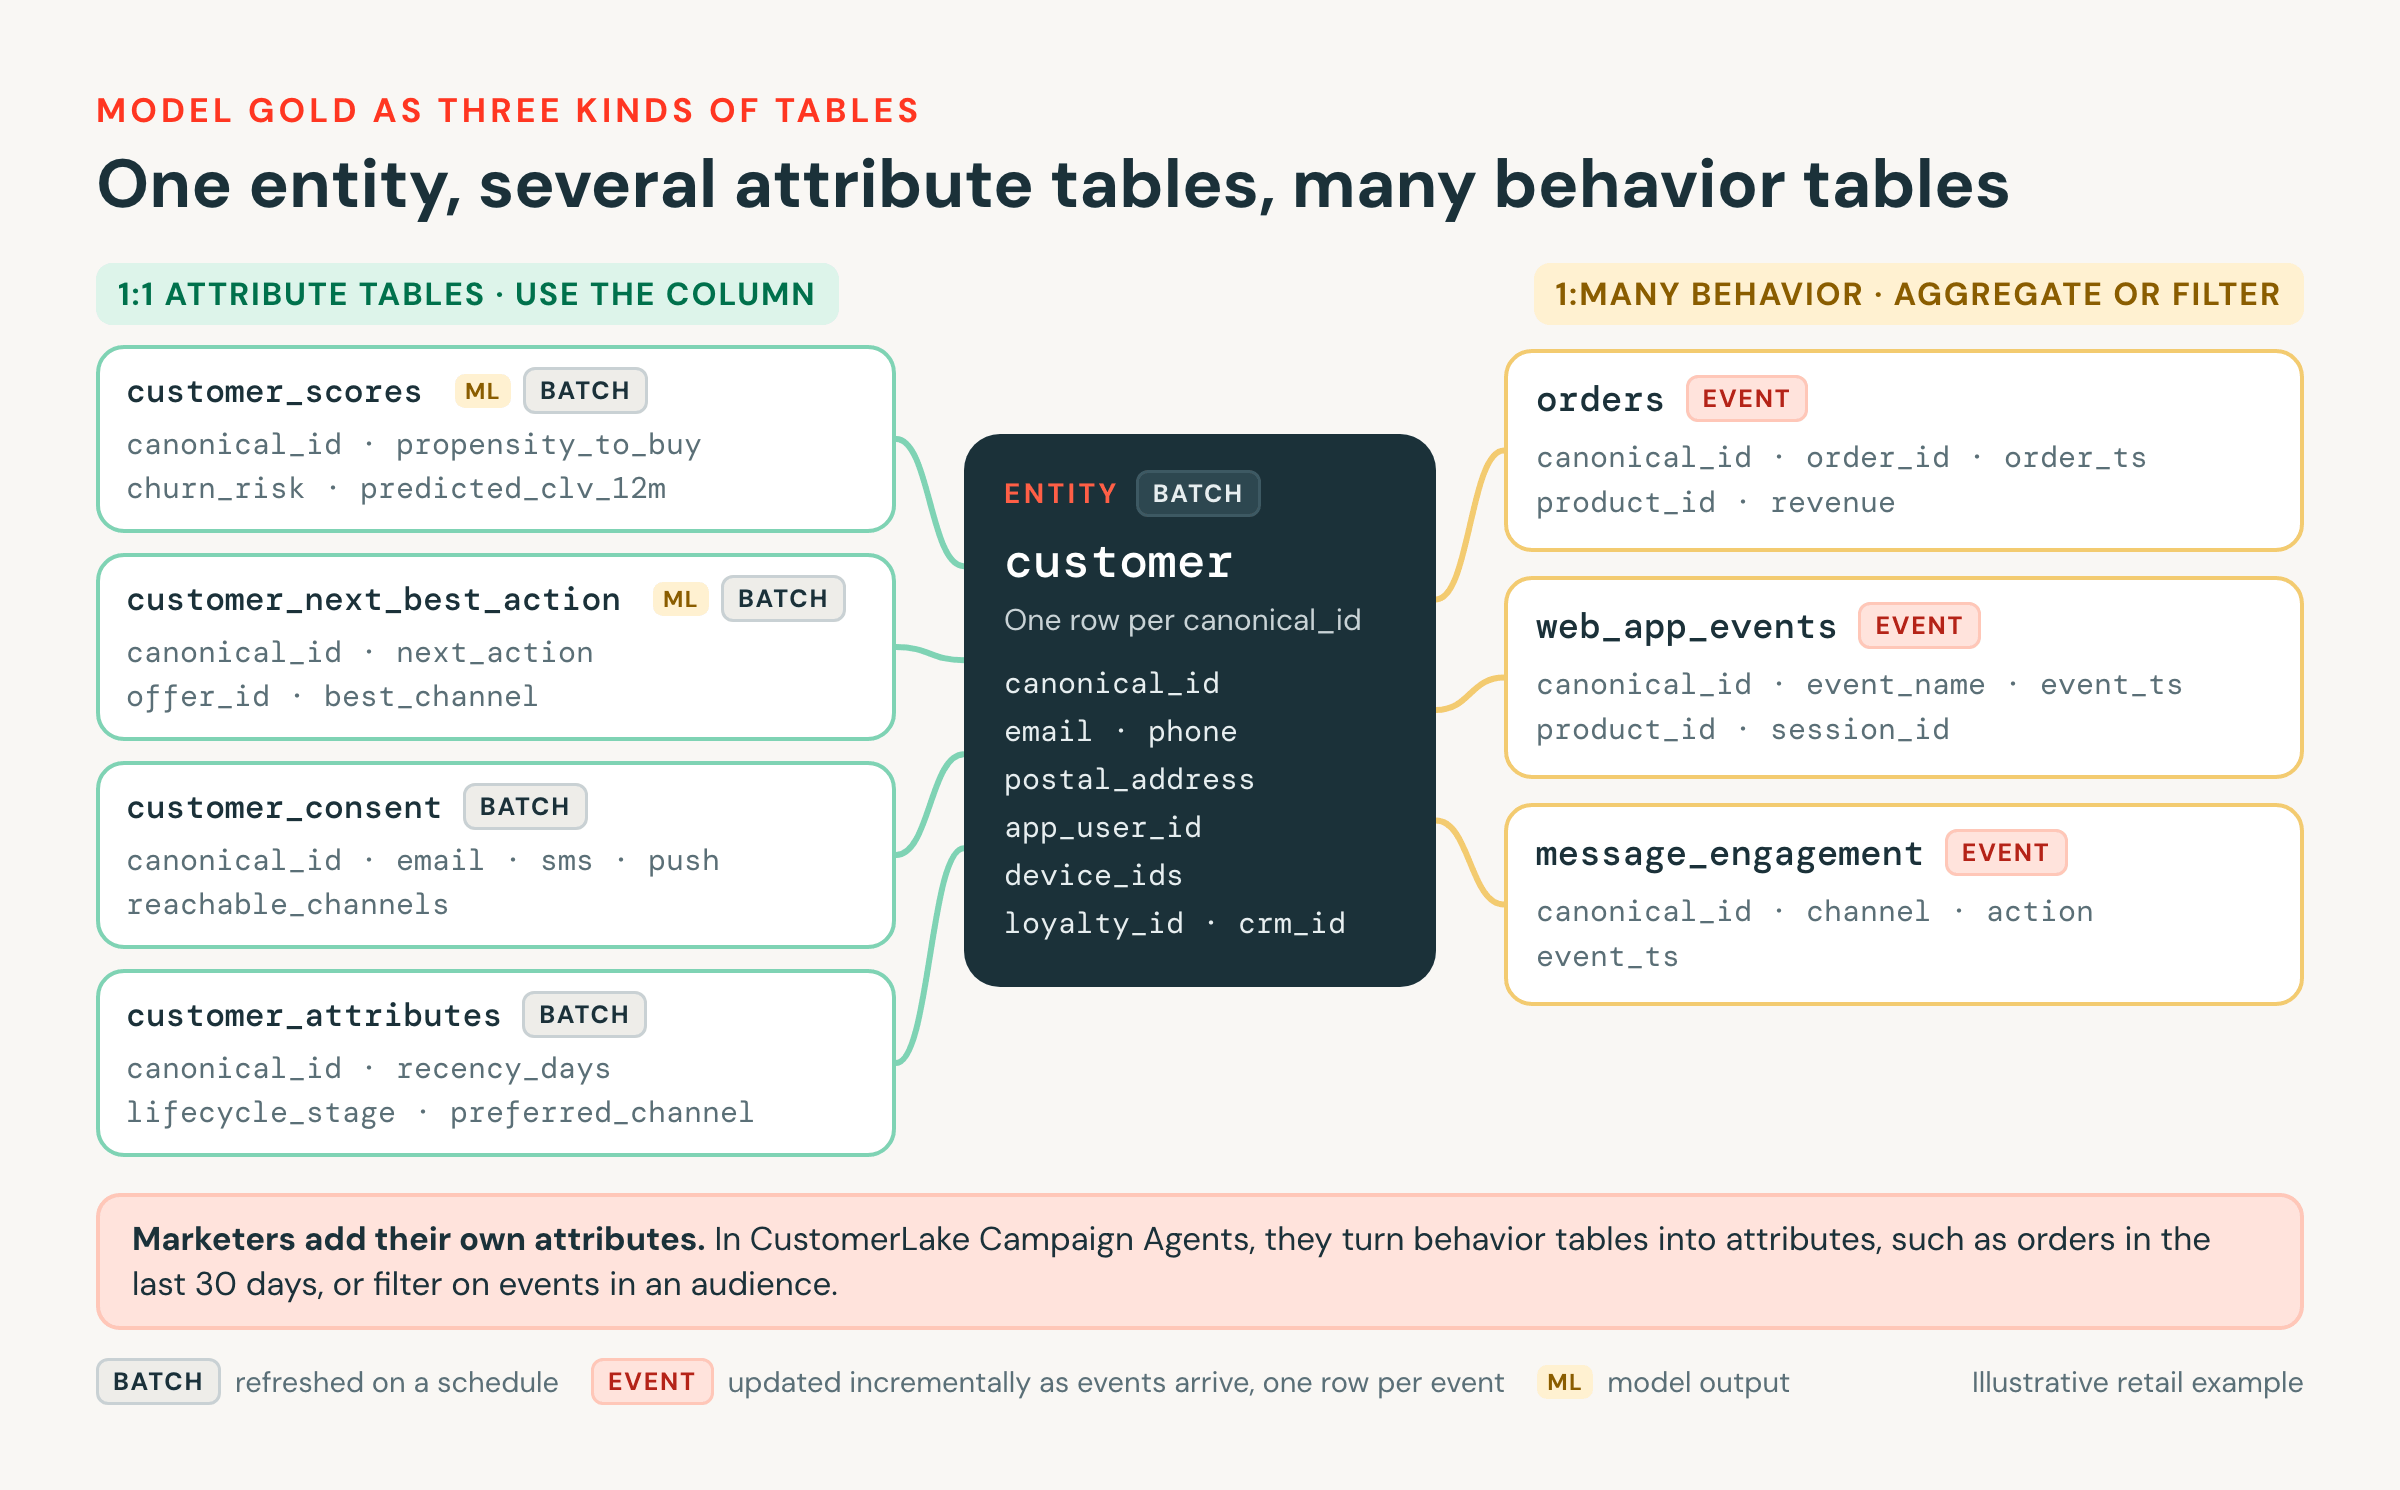 MODEL GOLD AS THREE KINDS OF TABLES
One entity, several attribute tables, many behavior tables
1:1 ATTRIBUTE TABLES · USE THE COLUMN
customer_scores ML BATCH
canonical_id · propensity_to_buy
churn_risk · predicted_clv_12m
customer_next_best_action ML BATCH
canonical_id · next_action
offer_id · best_channel
customer_consent BATCH
canonical_id · email · sms · push
reachable_channels
customer_attributes BATCH
canonical_id · recency_days
lifecycle_stage · preferred_channel
ENTITY BATCH
customer
One row per canonical_id
canonical_id
email · phone
postal_address
app_user_id
device_ids
loyalty_id · crm_id
1:MANY BEHAVIOR · AGGREGATE OR FILTER
orders EVENT
canonical_id · order_id · order_ts
product_id · revenue
web_app_events EVENT
canonical_id · event_name · event_ts
product_id · session_id
message_engagement EVENT
canonical_id · channel · action
event_ts
Marketers add their own attributes. In CustomerLake Campaign Agents, they turn behavior tables into attributes, such as orders in the
last 30 days, or filter on events in an audience.
BATCH refreshed on a schedule EVENT updated incrementally as events arrive, one row per event ML model output Illustrative retail example